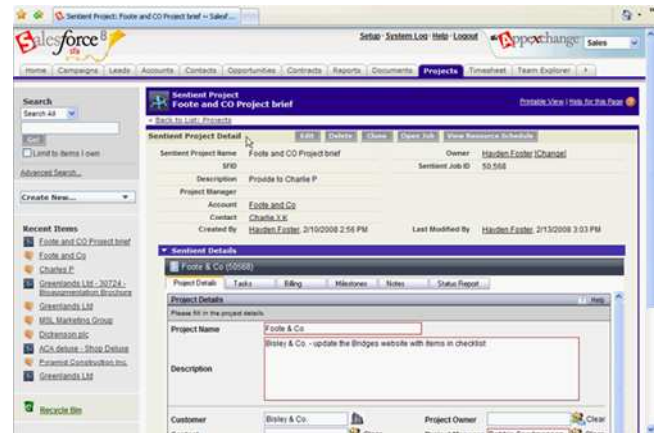 Sentient Project: Foote and CO Project brief ~ Salesf...
Salesforce
sfa
Setup · System Log · Help · Logout
Appexchange
Sales
Home Campaigns Leads Accounts Contacts Opportunities Contracts Reports Documents Projects Timesheet Team Explorer
Search
Search All
Go!
Limit to items I own
Advanced Search...
Create New...
Recent Items
Foote and CO Project brief
Foote and Co
Charles P
Greenlands Ltd - 30724 -
Greenlands Ltd
MSL Marketing Group
Dickenson plc
ACA deluxe - Shop Deluxe
Pyramid Construction Inc.
Greenlands Ltd
Recycle Bin
Sentient Project
Foote and CO Project brief
Printable View | Help for this Page
« Back to List: Projects
Sentient Project Detail
Edit Delete Clone Open Job View Resource Schedule
Sentient Project Name Foote and CO Project brief
Owner Hayden Foster [Change]
SFID
Sentient Job ID 50,568
Description Provide to Charlie P
Project Manager
Account Foote and Co
Contact Charlie X.K
Created By Hayden Foster, 2/10/2008 2:56 PM
Last Modified By Hayden Foster, 2/13/2008 3:03 PM
Sentient Details
Foote & Co (50568)
Project Details Tasks Billing Milestones Notes Status Report
Project Details
Help
Please fill in the project details
Project Name Foote & Co
Description
Bisley & Co. - update the Bridges website with items in checklist
Customer Bisley & Co.
Project Owner
Clear